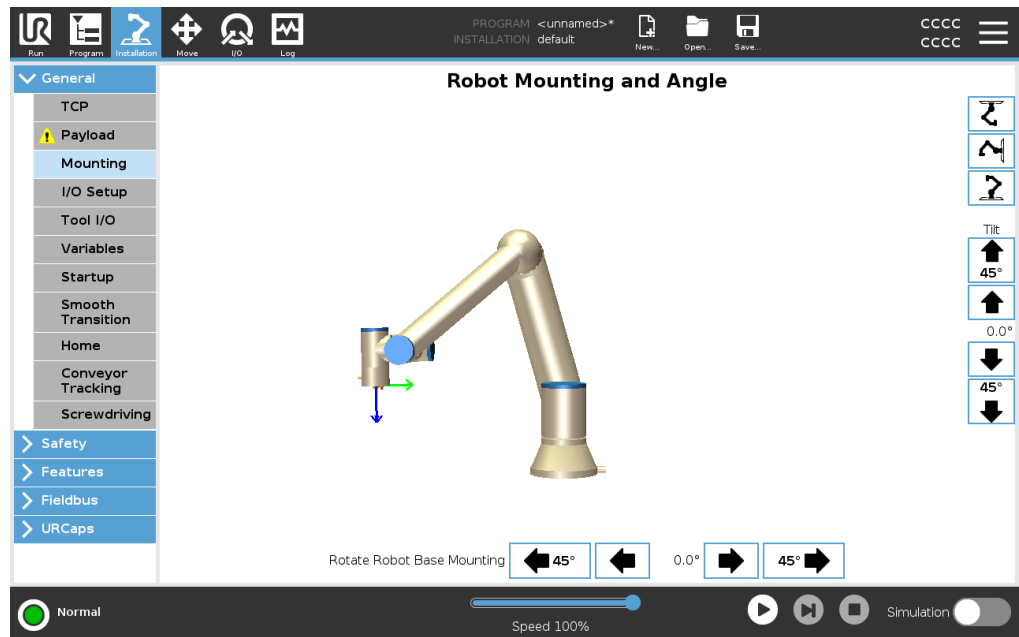 UR
Run
Program
Installation
Move
I/O
Log
PROGRAM <unnamed>*
INSTALLATION default
New...
Open...
Save...
CCCC
CCCC
General
TCP
Payload
Mounting
I/O Setup
Tool I/O
Variables
Startup
Smooth
Transition
Home
Conveyor
Tracking
Screwdriving
Safety
Features
Fieldbus
URCaps
Robot Mounting and Angle
Tilt
45°
0.0°
45°
Rotate Robot Base Mounting 45° 0.0° 45°
Normal
Speed 100%
Simulation